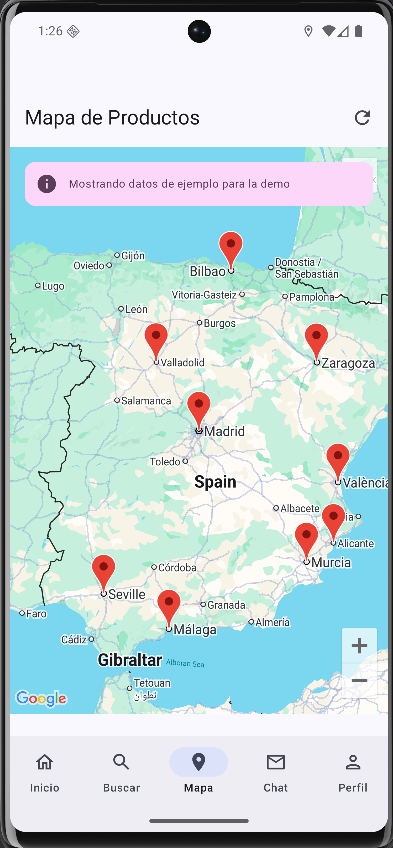 1:26
Mapa de Productos
Mostrando datos de ejemplo para la demo
Gijón
Oviedo
Bilbao
Donostia /
San Sebastián
Lugo
Vitoria-Gasteiz
Pamplona
León
Burgos
Valladolid
Zaragoza
Salamanca
Madrid
Toledo
Spain
València
Albacete
ia
Alicante
Murcia
Córdoba
Seville
Granada
Faro
Málaga
Almería
Cádiz
Gibraltar
Alboran Sea
Tetouan
تطوان
Google
+
−
Inicio
Buscar
Mapa
Chat
Perfil